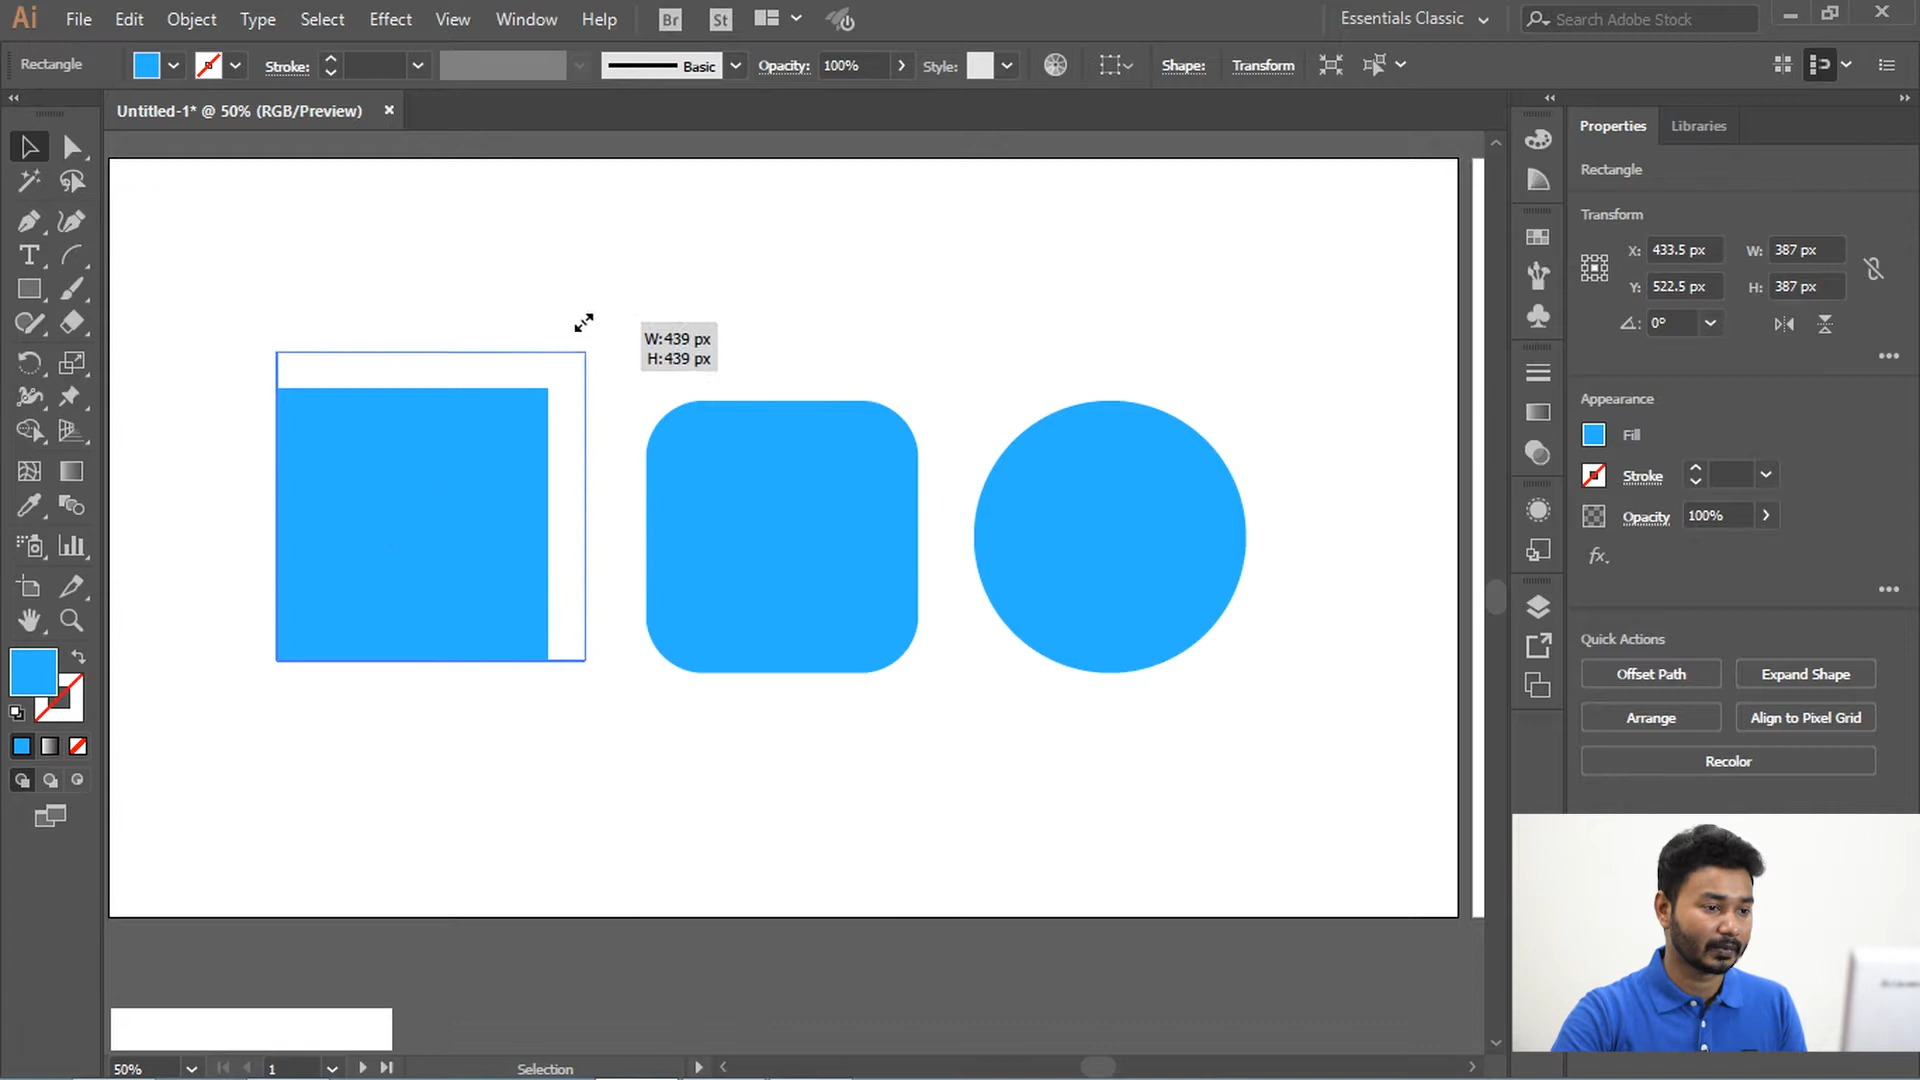 Ai File Edit Object Type Select Effect View Window Help Br St Essentials Classic Search Adobe Stock
Rectangle Stroke: Basic Opacity: 100% Style: Shape: Transform
Untitled-1* @ 50% (RGB/Preview) ×
Properties Libraries
Rectangle
Transform
X: 433.5 px W: 387 px
Y: 522.5 px H: 387 px
0°
Appearance
Fill
Stroke
Opacity 100%
fx.
Quick Actions
Offset Path Expand Shape
Arrange Align to Pixel Grid
Recolor
W:439 px
H:439 px
T
50% 1 Selection